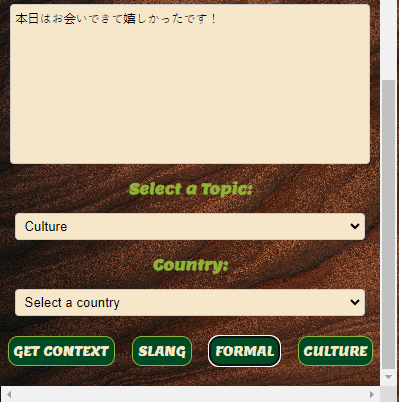 本日はお会いできて嬉しかったです！
Select a Topic:
Culture
Country:
Select a country
GET CONTEXT
SLANG
FORMAL
CULTURE